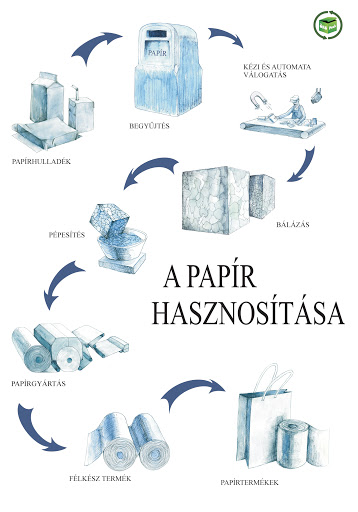 PAPÍR
KÉZI ÉS AUTOMATA
VÁLOGATÁS
BEGYŰJTÉS
PAPÍRHULLADÉK
BÁLÁZÁS
PÉPESÍTÉS
A PAPÍR
HASZNOSÍTÁSA
PAPÍRGYÁRTÁS
FÉLKÉSZ TERMÉK
PAPÍRTERMÉKEK